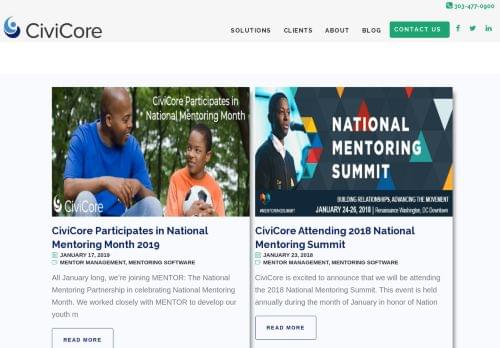 303-477-0900
CiviCore
SOLUTIONS CLIENTS ABOUT BLOG CONTACT US
CiviCore Participates in
National Mentoring Month
CiviCore
NATIONAL
MENTORING
SUMMIT
BUILDING RELATIONSHIPS, ADVANCING THE MOVEMENT
#MENTORINGSUMMIT JANUARY 24-26, 2018 | Renaissance Washington, DC Downtown
CiviCore Participates in National
Mentoring Month 2019
JANUARY 17, 2019
MENTOR MANAGEMENT, MENTORING SOFTWARE
All January long, we're joining MENTOR: The National
Mentoring Partnership in celebrating National Mentoring
Month. We worked closely with MENTOR to develop our
youth m
READ MORE
CiviCore Attending 2018 National
Mentoring Summit
JANUARY 23, 2018
MENTOR MANAGEMENT, MENTORING SOFTWARE
CiviCore is excited to announce that we will be attending
the 2018 National Mentoring Summit. This event is held
annually during the month of January in honor of Nation
READ MORE